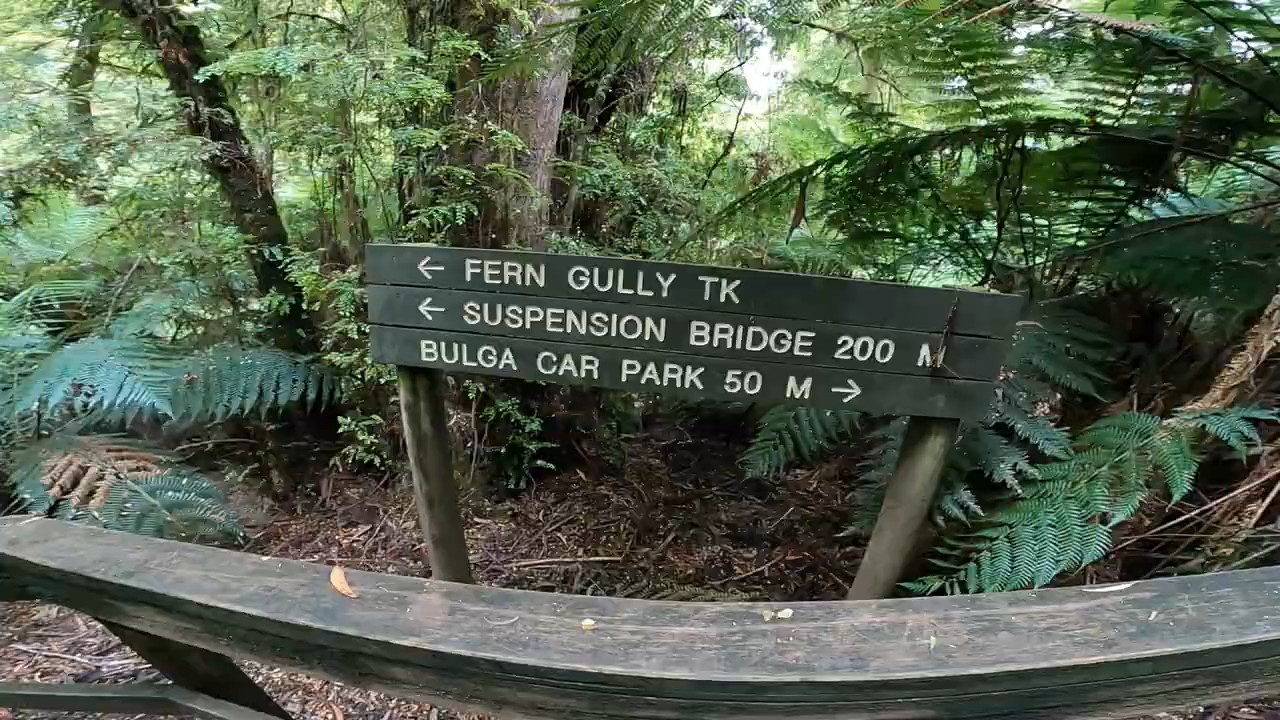 ← FERN GULLY TK
← SUSPENSION BRIDGE 200 M
BULGA CAR PARK 50 M →